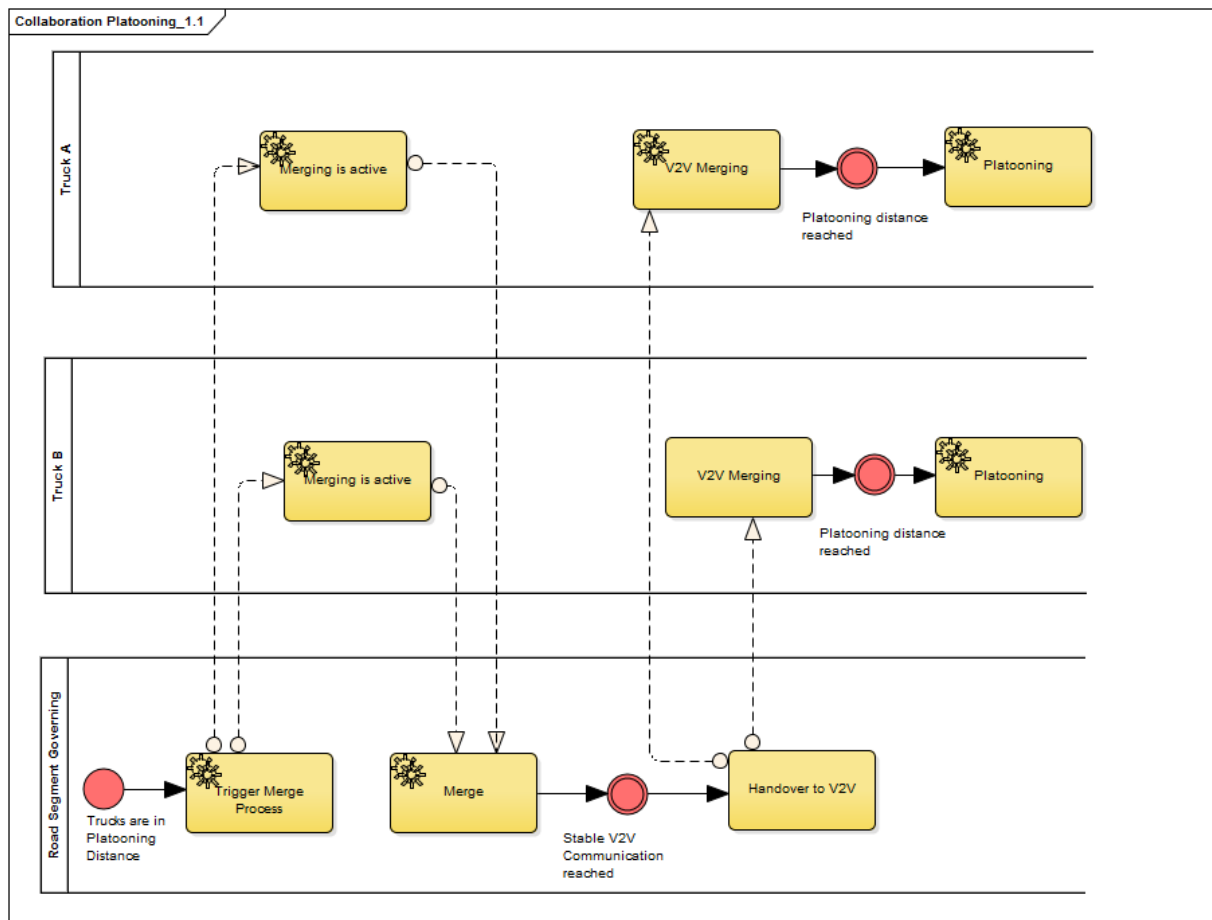 Collaboration Platooning_1.1
Truck A
Merging is active
V2V Merging
Platooning distance
reached
Platooning
Truck B
Merging is active
V2V Merging
Platooning distance
reached
Platooning
Road Segment Governing
Trucks are in
Platooning
Distance
Trigger Merge
Process
Merge
Stable V2V
Communication
reached
Handover to V2V